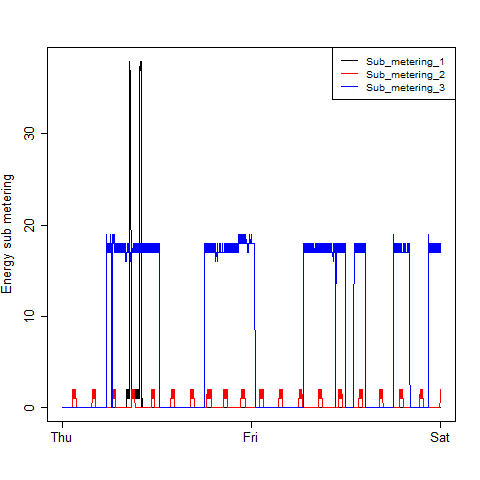 Sub_metering_1
Sub_metering_2
Sub_metering_3
Energy sub metering
30
20
10
0
Thu Fri Sat